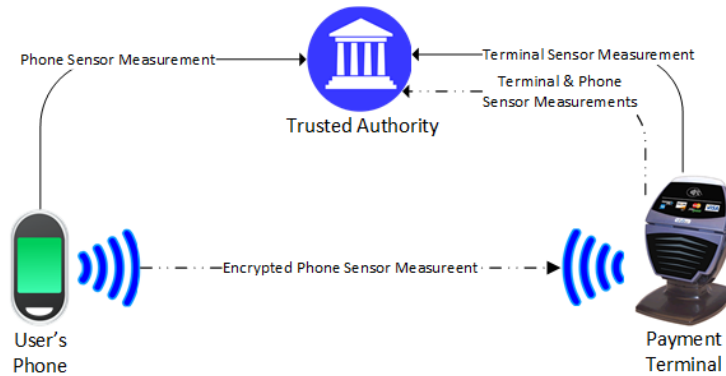 Phone Sensor Measurement
Terminal Sensor Measurement
Terminal & Phone
Sensor Measurements
Trusted Authority
Encrypted Phone Sensor Measureent
User's
Phone
Payment
Terminal
VISA